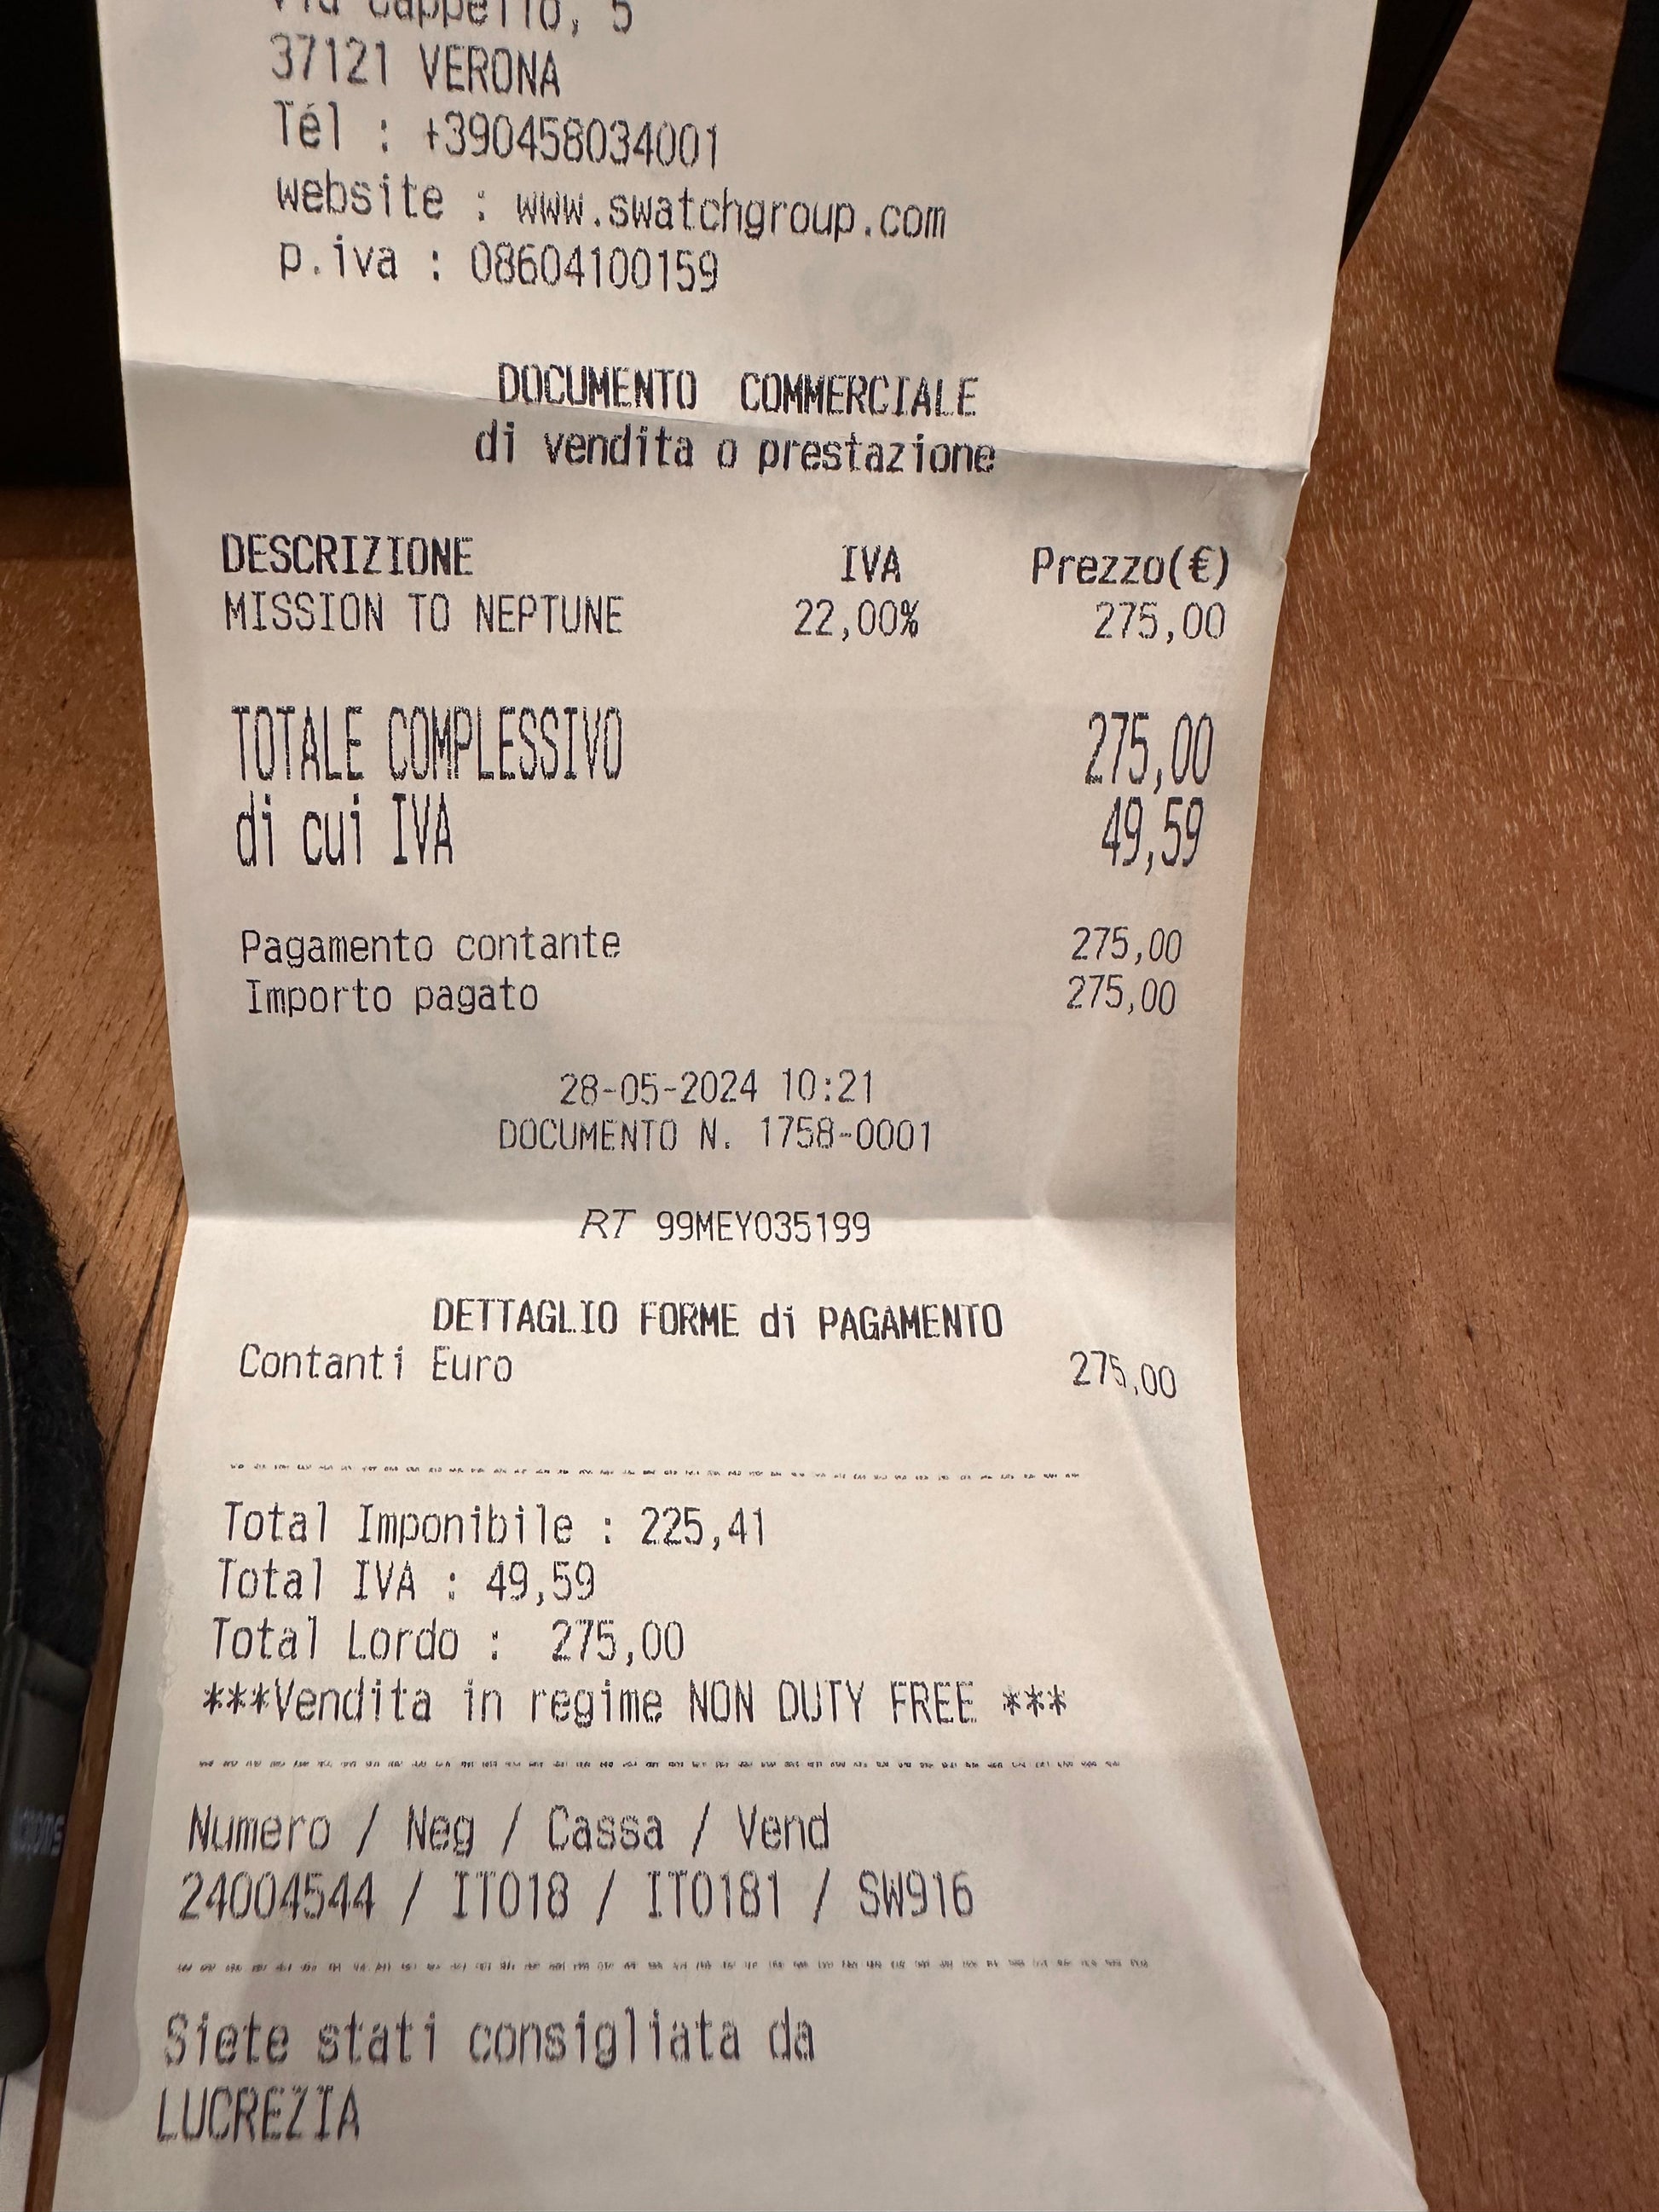 Via Cappello, 5
37121 VERONA
Tél : +390458034001
website : www.swatchgroup.com
p.iva : 08604100159
DOCUMENTO COMMERCIALE
di vendita o prestazione
DESCRIZIONE IVA Prezzo(€)
MISSION TO NEPTUNE 22,00% 275,00
TOTALE COMPLESSIVO 275,00
di cui IVA 49,59
Pagamento contante 275,00
Importo pagato 275,00
28-05-2024 10:21
DOCUMENTO N. 1758-0001
RT 99MEY035199
DETTAGLIO FORME di PAGAMENTO
Contanti Euro 275,00
Total Imponibile : 225,41
Total IVA : 49,59
Total Lordo : 275,00
***Vendita in regime NON DUTY FREE ***
Numero / Neg / Cassa / Vend
24004544 / IT018 / IT0181 / SW916
Siete stati consigliata da
LUCREZIA